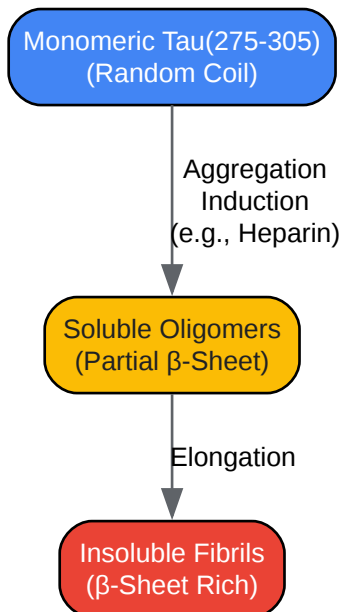 Monomeric Tau(275-305)
(Random Coil)
Aggregation
Induction
(e.g., Heparin)
Soluble Oligomers
(Partial β-Sheet)
Elongation
Insoluble Fibrils
(β-Sheet Rich)